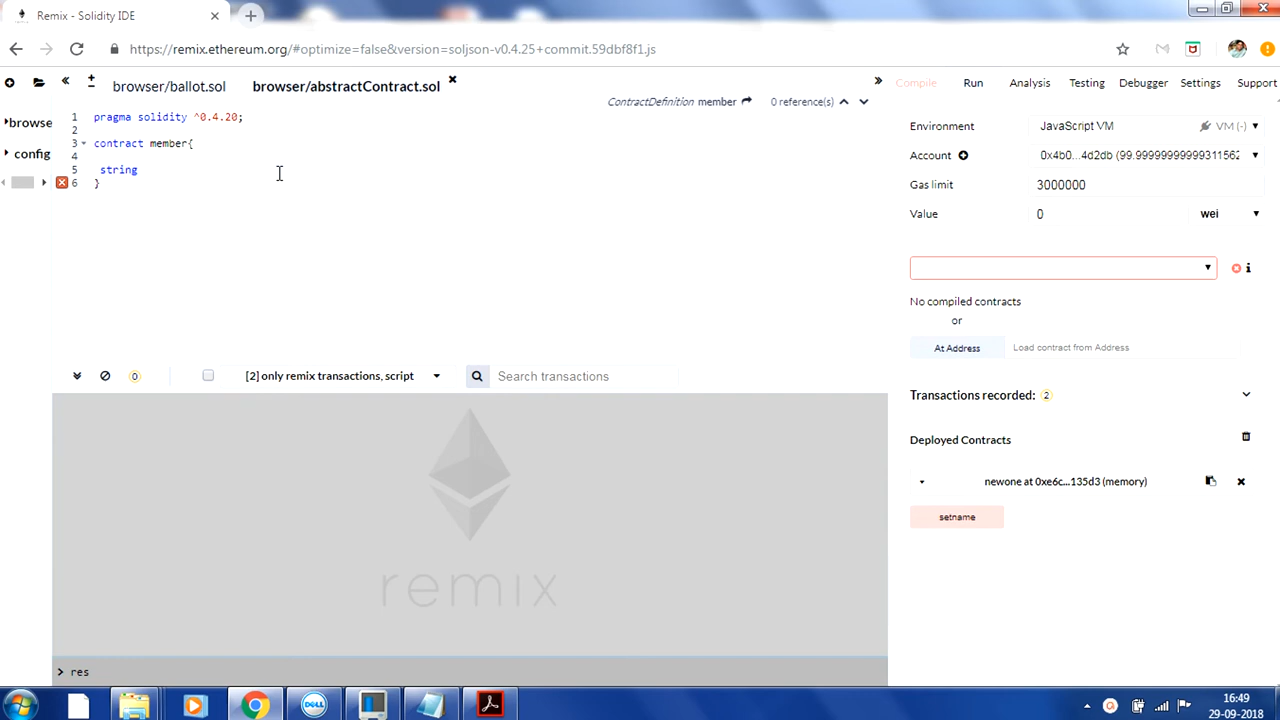 Remix - Solidity IDE
https://remix.ethereum.org/#optimize=false&version=soljson-v0.4.25+commit.59dbf8f1.js
browser/ballot.sol
browser/abstractContract.sol
ContractDefinition member
0 reference(s)
Compile
Run
Analysis
Testing
Debugger
Settings
Support
browse
config
1 pragma solidity ^0.4.20;
2
3 contract member{
4
5 string
6 }
Environment
JavaScript VM
VM (-)
Account
0x4b0...4d2db (99.99999999999311562
Gas limit
3000000
Value
0
wei
No compiled contracts
or
At Address
Load contract from Address
0
[2] only remix transactions, script
Search transactions
Transactions recorded: 2
Deployed Contracts
newone at 0xe6c...135d3 (memory)
setname
remix
> res
DELL
16:49
29-09-2018